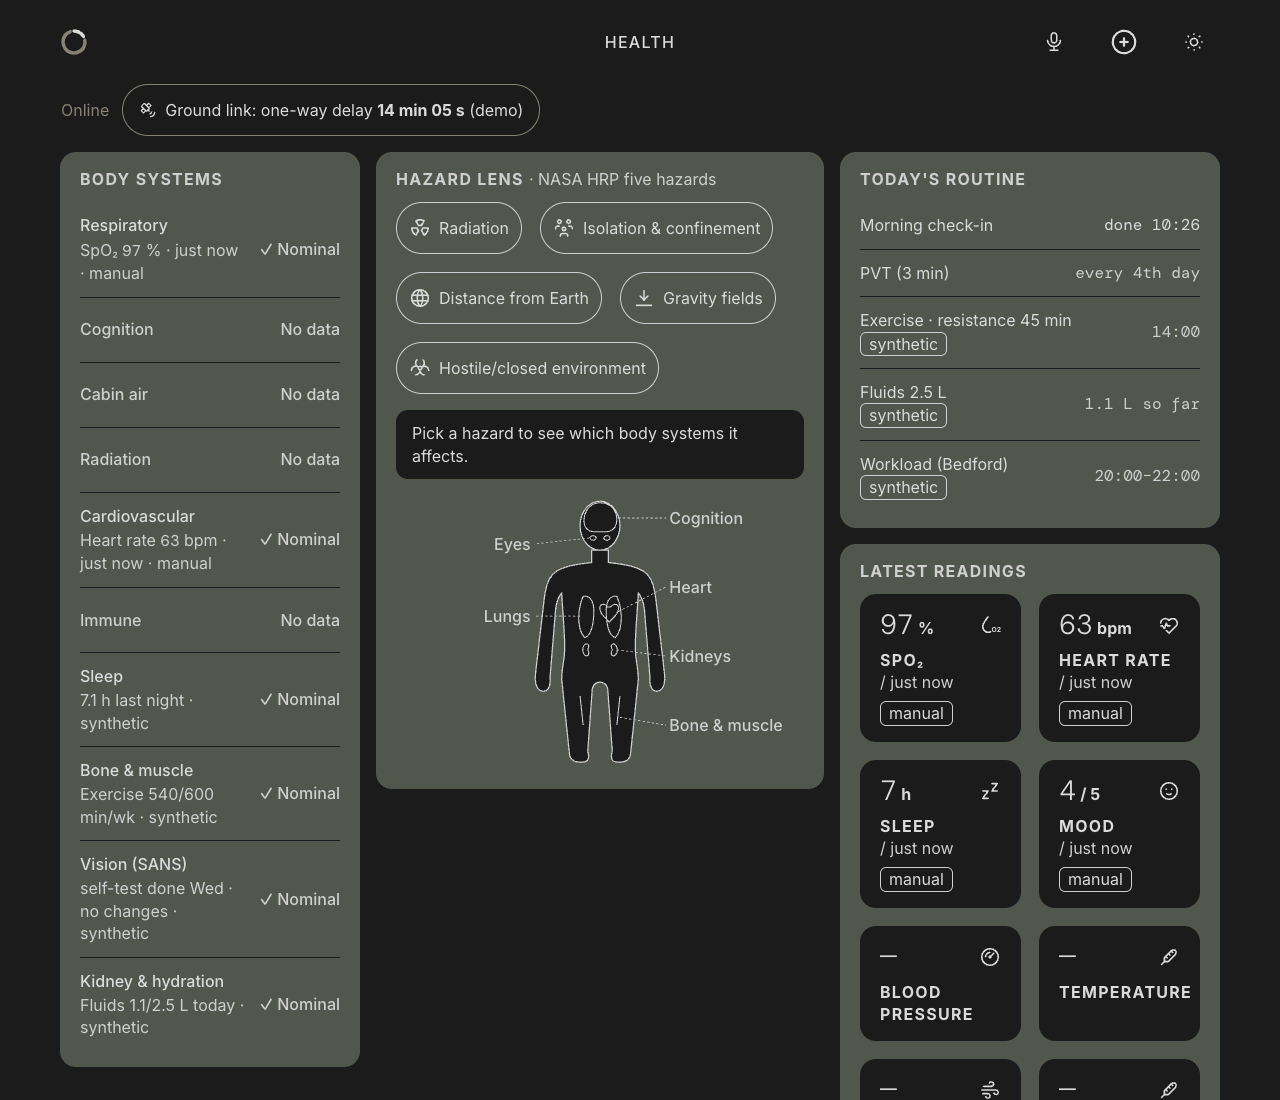 HEALTH
Online
Ground link: one-way delay 14 min 05 s (demo)
BODY SYSTEMS
Respiratory
SpO₂ 97 % · just now
· manual
✓ Nominal
Cognition
No data
Cabin air
No data
Radiation
No data
Cardiovascular
Heart rate 63 bpm ·
just now · manual
✓ Nominal
Immune
No data
Sleep
7.1 h last night ·
synthetic
✓ Nominal
Bone & muscle
Exercise 540/600
min/wk · synthetic
✓ Nominal
Vision (SANS)
self-test done Wed ·
no changes ·
synthetic
✓ Nominal
Kidney & hydration
Fluids 1.1/2.5 L today ·
synthetic
✓ Nominal
HAZARD LENS · NASA HRP five hazards
Radiation
Isolation & confinement
Distance from Earth
Gravity fields
Hostile/closed environment
Pick a hazard to see which body systems it
affects.
Cognition
Eyes
Heart
Lungs
Kidneys
Bone & muscle
TODAY'S ROUTINE
Morning check-in
done 10:26
PVT (3 min)
every 4th day
Exercise · resistance 45 min
synthetic
14:00
Fluids 2.5 L
synthetic
1.1 L so far
Workload (Bedford)
synthetic
20:00–22:00
LATEST READINGS
97 %
O2
SPO₂
/ just now
manual
63 bpm
HEART RATE
/ just now
manual
7 h
zZ
SLEEP
/ just now
manual
4 / 5
MOOD
/ just now
manual
—
BLOOD
PRESSURE
—
TEMPERATURE
—
—